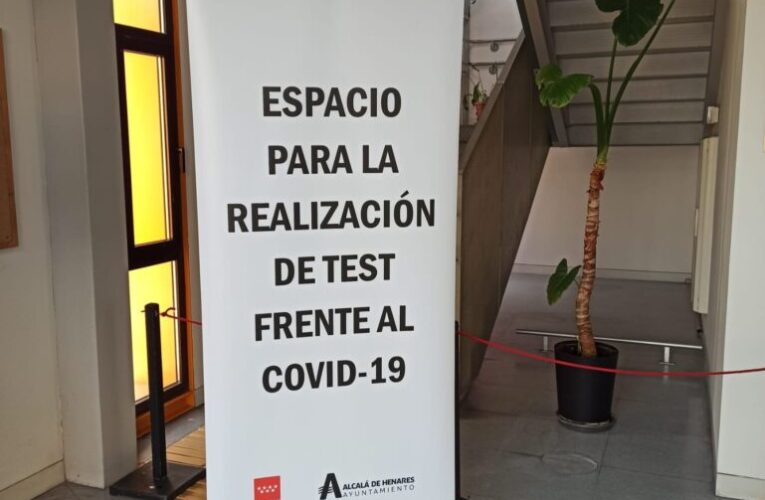 ESPACIO
PARA LA
REALIZACIÓN
DE TEST
FRENTE AL
COVID-19
ALCALÁ DE HENARES
AYUNTAMIENTO